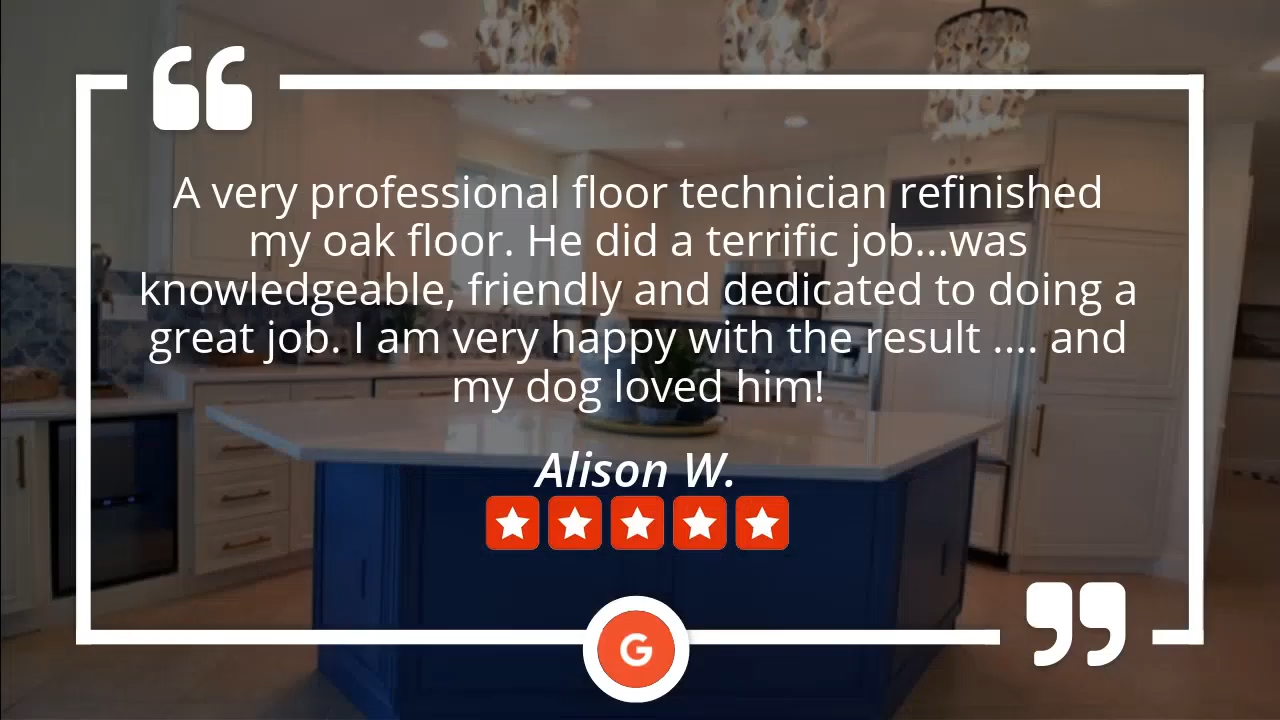 A very professional floor technician refinished
my oak floor. He did a terrific job...was
knowledgeable, friendly and dedicated to doing a
great job. I am very happy with the result .... and
my dog loved him!
Alison W.
G